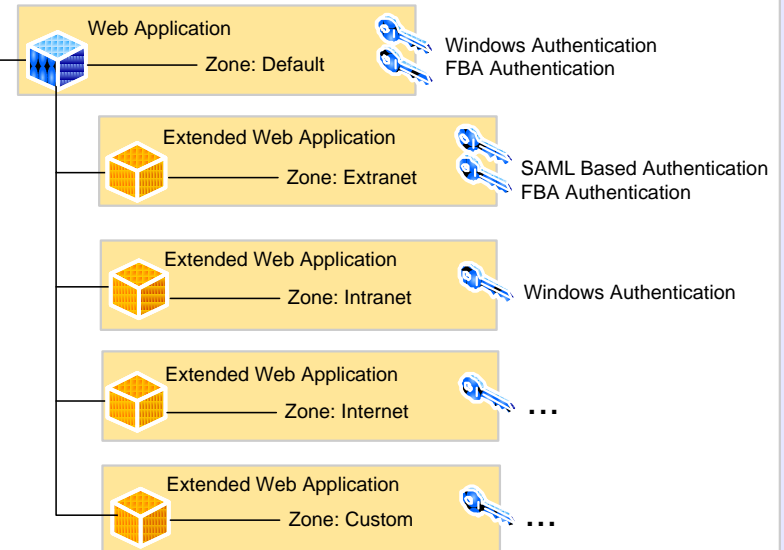 Web Application
Zone: Default
Windows Authentication
FBA Authentication
Extended Web Application
Zone: Extranet
SAML Based Authentication
FBA Authentication
Extended Web Application
Zone: Intranet
Windows Authentication
Extended Web Application
Zone: Internet
...
Extended Web Application
Zone: Custom
...